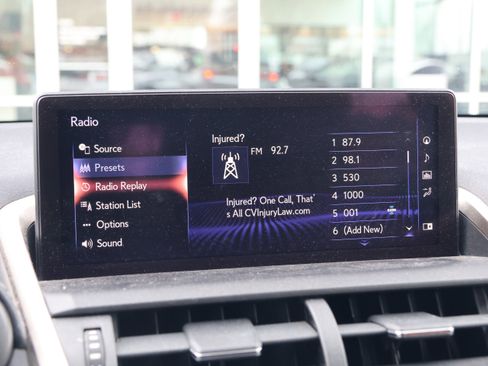 Radio
Source
Presets
Radio Replay
Station List
Options
Sound
Injured?
FM 92.7
Injured? One Call, That'
s All CVInjuryLaw.com
1 87.9
2 98.1
3 530
4 1000
5 001
6 (Add New)